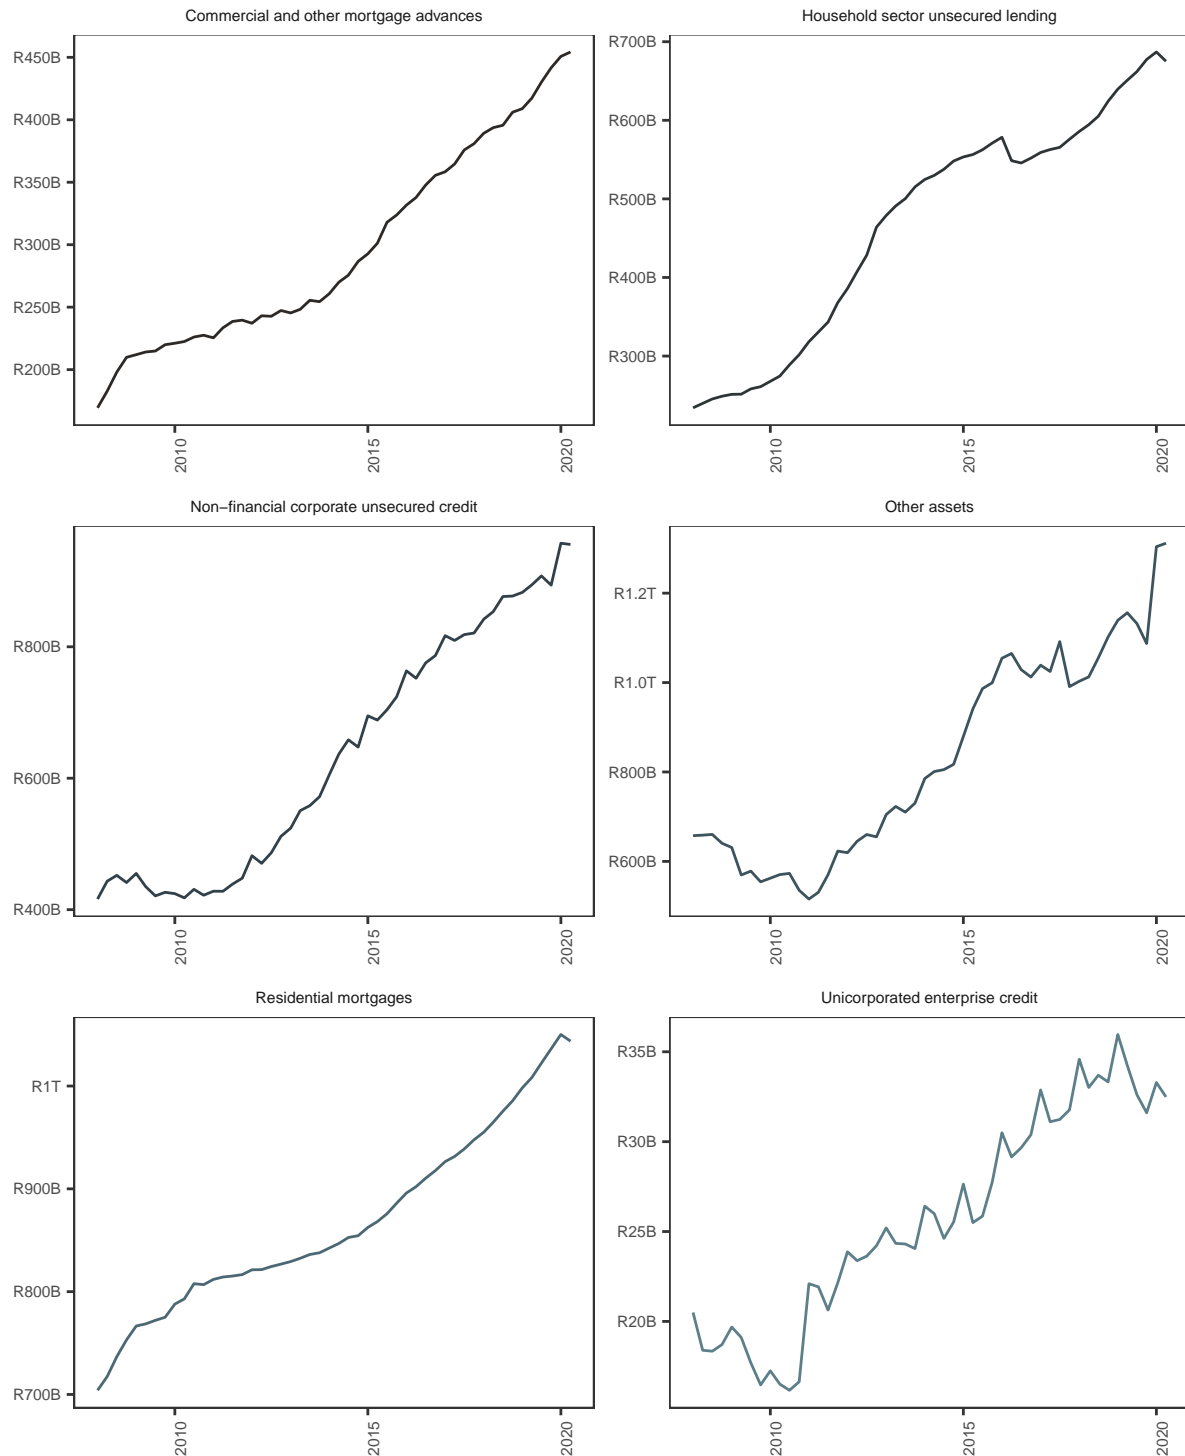 Commercial and other mortgage advances
R450B
R400B
R350B
R300B
R250B
R200B
2010
2015
2020
Household sector unsecured lending
R700B
R600B
R500B
R400B
R300B
2010
2015
2020
Non−financial corporate unsecured credit
R800B
R600B
R400B
2010
2015
2020
Other assets
R1.2T
R1.0T
R800B
R600B
2010
2015
2020
Residential mortgages
R1T
R900B
R800B
R700B
2010
2015
2020
Unicorporated enterprise credit
R35B
R30B
R25B
R20B
2010
2015
2020